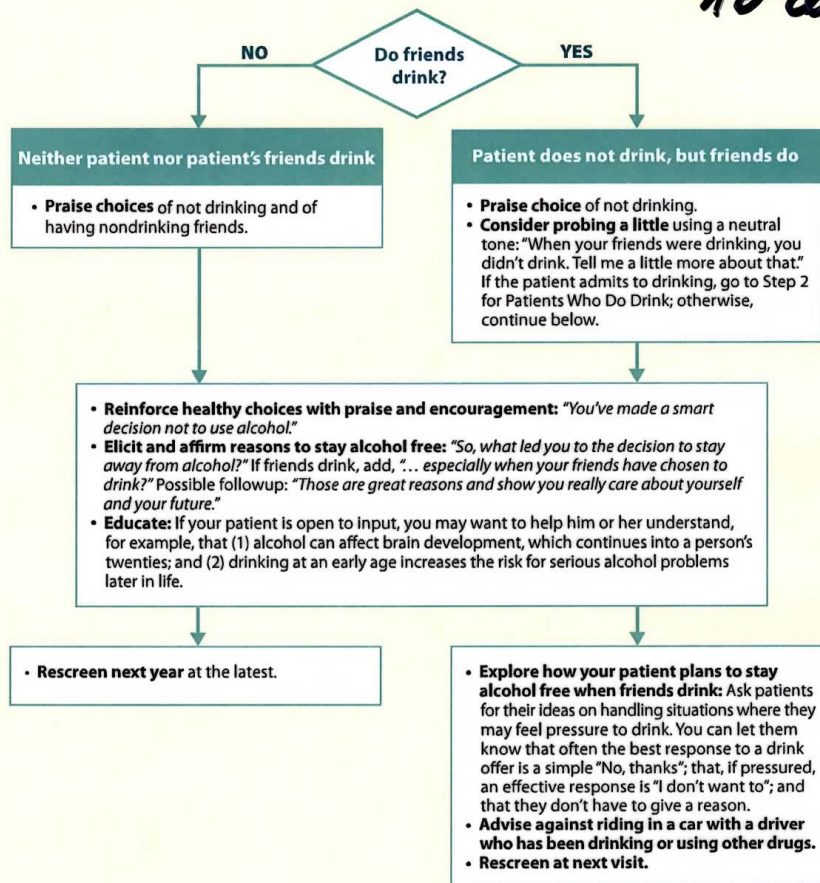 NO
Do friends
drink?
YES
Neither patient nor patient's friends drink
• Praise choices of not drinking and of
having nondrinking friends.
Patient does not drink, but friends do
• Praise choice of not drinking.
• Consider probing a little using a neutral
tone: "When your friends were drinking, you
didn't drink. Tell me a little more about that."
If the patient admits to drinking, go to Step 2
for Patients Who Do Drink; otherwise,
continue below.
• Reinforce healthy choices with praise and encouragement: "You've made a smart
decision not to use alcohol."
• Elicit and affirm reasons to stay alcohol free: "So, what led you to the decision to stay
away from alcohol?" If friends drink, add, "… especially when your friends have chosen to
drink?" Possible followup: "Those are great reasons and show you really care about yourself
and your future."
• Educate: If your patient is open to input, you may want to help him or her understand,
for example, that (1) alcohol can affect brain development, which continues into a person's
twenties; and (2) drinking at an early age increases the risk for serious alcohol problems
later in life.
• Rescreen next year at the latest.
• Explore how your patient plans to stay
alcohol free when friends drink: Ask patients
for their ideas on handling situations where they
may feel pressure to drink. You can let them
know that often the best response to a drink
offer is a simple "No, thanks"; that, if pressured,
an effective response is "I don't want to"; and
that they don't have to give a reason.
• Advise against riding in a car with a driver
who has been drinking or using other drugs.
• Rescreen at next visit.